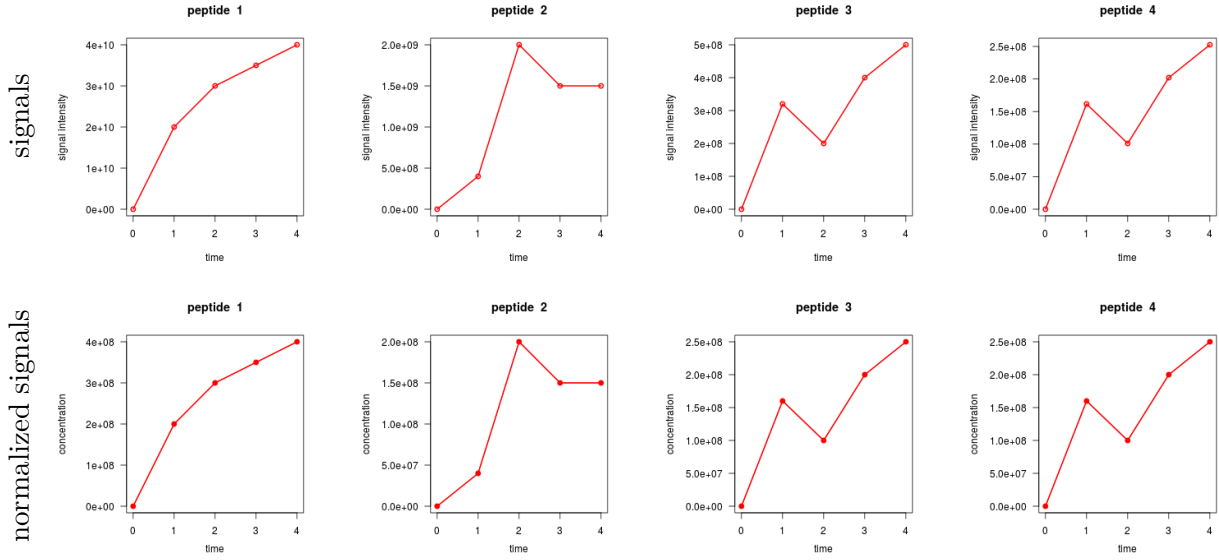 signals
peptide 1
signal intensity
4e+10
3e+10
2e+10
1e+10
0e+00
0 1 2 3 4
time
peptide 2
signal intensity
2.0e+09
1.5e+09
1.0e+09
5.0e+08
0.0e+00
0 1 2 3 4
time
peptide 3
signal intensity
5e+08
4e+08
3e+08
2e+08
1e+08
0e+00
0 1 2 3 4
time
peptide 4
signal intensity
2.5e+08
2.0e+08
1.5e+08
1.0e+08
5.0e+07
0.0e+00
0 1 2 3 4
time
normalized signals
peptide 1
concentration
4e+08
3e+08
2e+08
1e+08
0e+00
0 1 2 3 4
time
peptide 2
concentration
2.0e+08
1.5e+08
1.0e+08
5.0e+07
0.0e+00
0 1 2 3 4
time
peptide 3
concentration
2.5e+08
2.0e+08
1.5e+08
1.0e+08
5.0e+07
0.0e+00
0 1 2 3 4
time
peptide 4
concentration
2.5e+08
2.0e+08
1.5e+08
1.0e+08
5.0e+07
0.0e+00
0 1 2 3 4
time